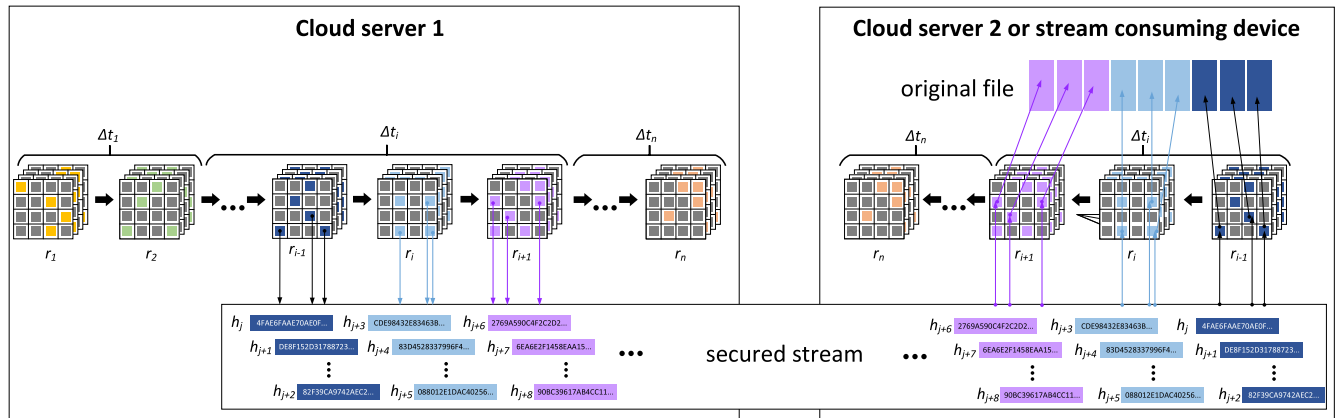 Cloud server 1
Cloud server 2 or stream consuming device
original file
Δt1
Δti
Δtn
Δtn
Δti
...
...
...
r1
r2
ri-1
ri
ri+1
rn
rn
ri+1
ri
ri-1
hj 4FAE6FAAE70AE0F...
hj+3 CDE98432E83463B...
hj+6 2769A590C4F2C2D2...
hj+1 DE8F152D31788723...
hj+4 83D4528337996F4...
hj+7 6EA6E2F1458EAA15...
hj+2 82F39CA9742AEC2...
hj+5 088012E1DAC40256...
hj+8 90BC39617AB4CC11...
... secured stream ...
hj+6 2769A590C4F2C2D2...
hj+3 CDE98432E83463B...
hj 4FAE6FAAE70AE0F...
hj+7 6EA6E2F1458EAA15...
hj+4 83D4528337996F4...
hj+1 DE8F152D31788723...
hj+8 90BC39617AB4CC11...
hj+5 088012E1DAC40256...
hj+2 82F39CA9742AEC2...